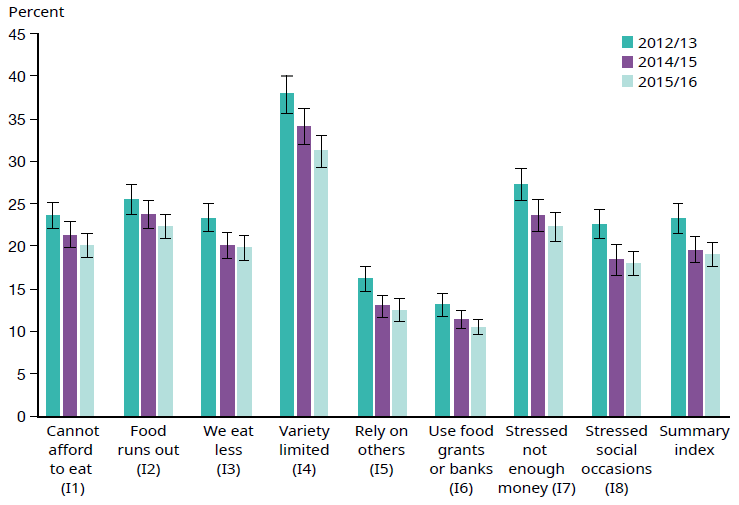 Percent
45
40
35
30
25
20
15
10
5
0
2012/13
2014/15
2015/16
Cannot
afford
to eat
(I1)
Food
runs out
(I2)
We eat
less
(I3)
Variety
limited
(I4)
Rely on
others
(I5)
Use food
grants
or banks
(I6)
Stressed
not
enough
money (I7)
Stressed
social
occasions
(I8)
Summary
index